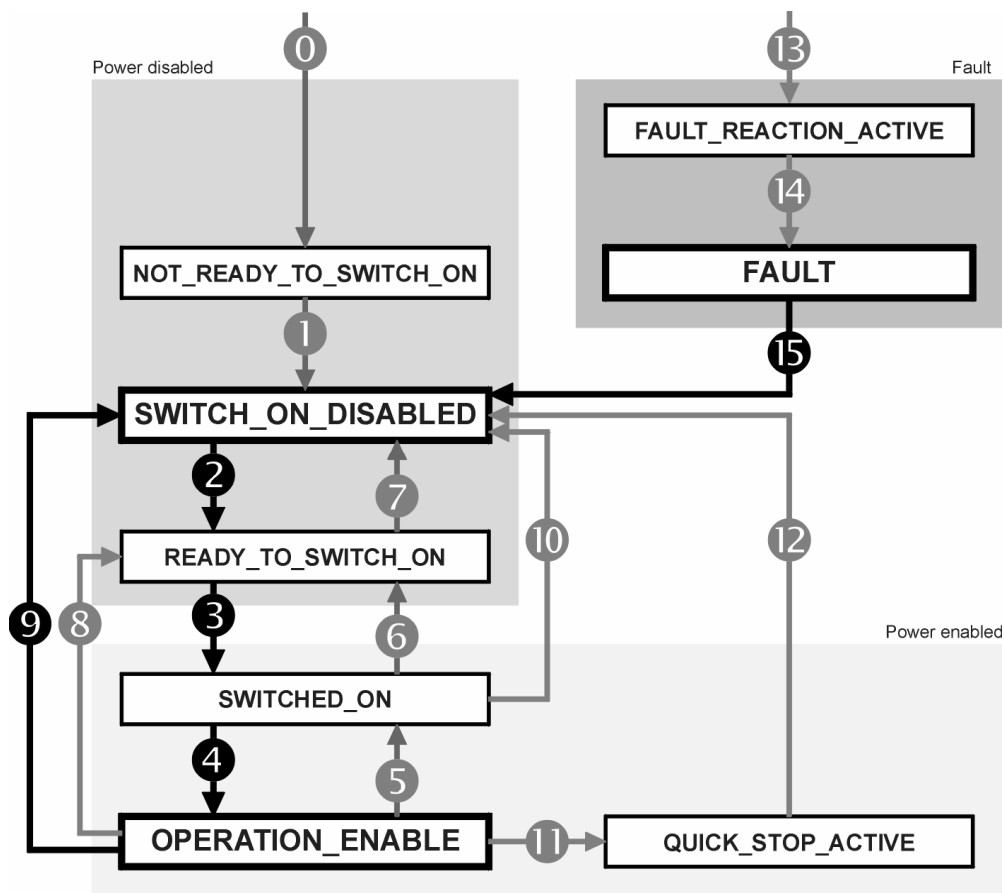 0
13
Power disabled
Fault
FAULT_REACTION_ACTIVE
14
NOT_READY_TO_SWITCH_ON
FAULT
1
15
SWITCH_ON_DISABLED
2
7
10
12
READY_TO_SWITCH_ON
9
8
3
6
Power enabled
SWITCHED_ON
4
5
OPERATION_ENABLE
11
QUICK_STOP_ACTIVE